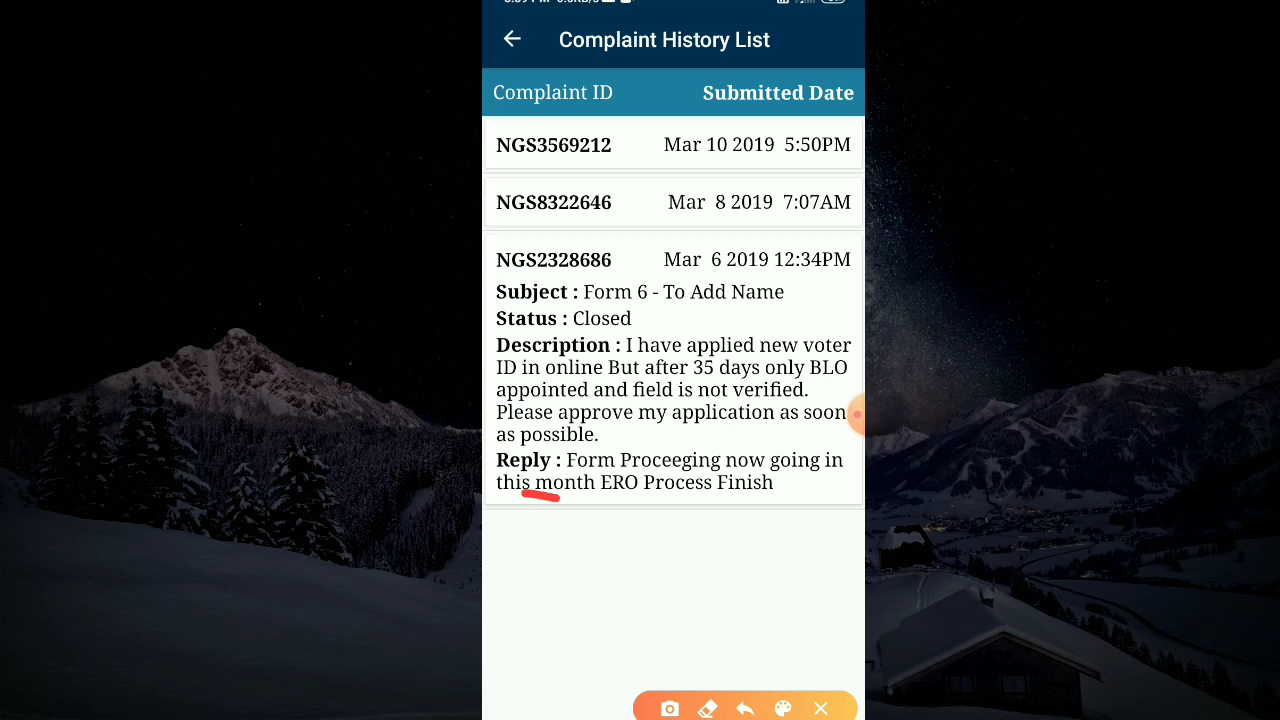 Complaint History List
Complaint ID Submitted Date
NGS3569212 Mar 10 2019 5:50PM
NGS8322646 Mar 8 2019 7:07AM
NGS2328686 Mar 6 2019 12:34PM
Subject : Form 6 - To Add Name
Status : Closed
Description : I have applied new voter
ID in online But after 35 days only BLO
appointed and field is not verified.
Please approve my application as soon
as possible.
Reply : Form Proceeging now going in
this month ERO Process Finish